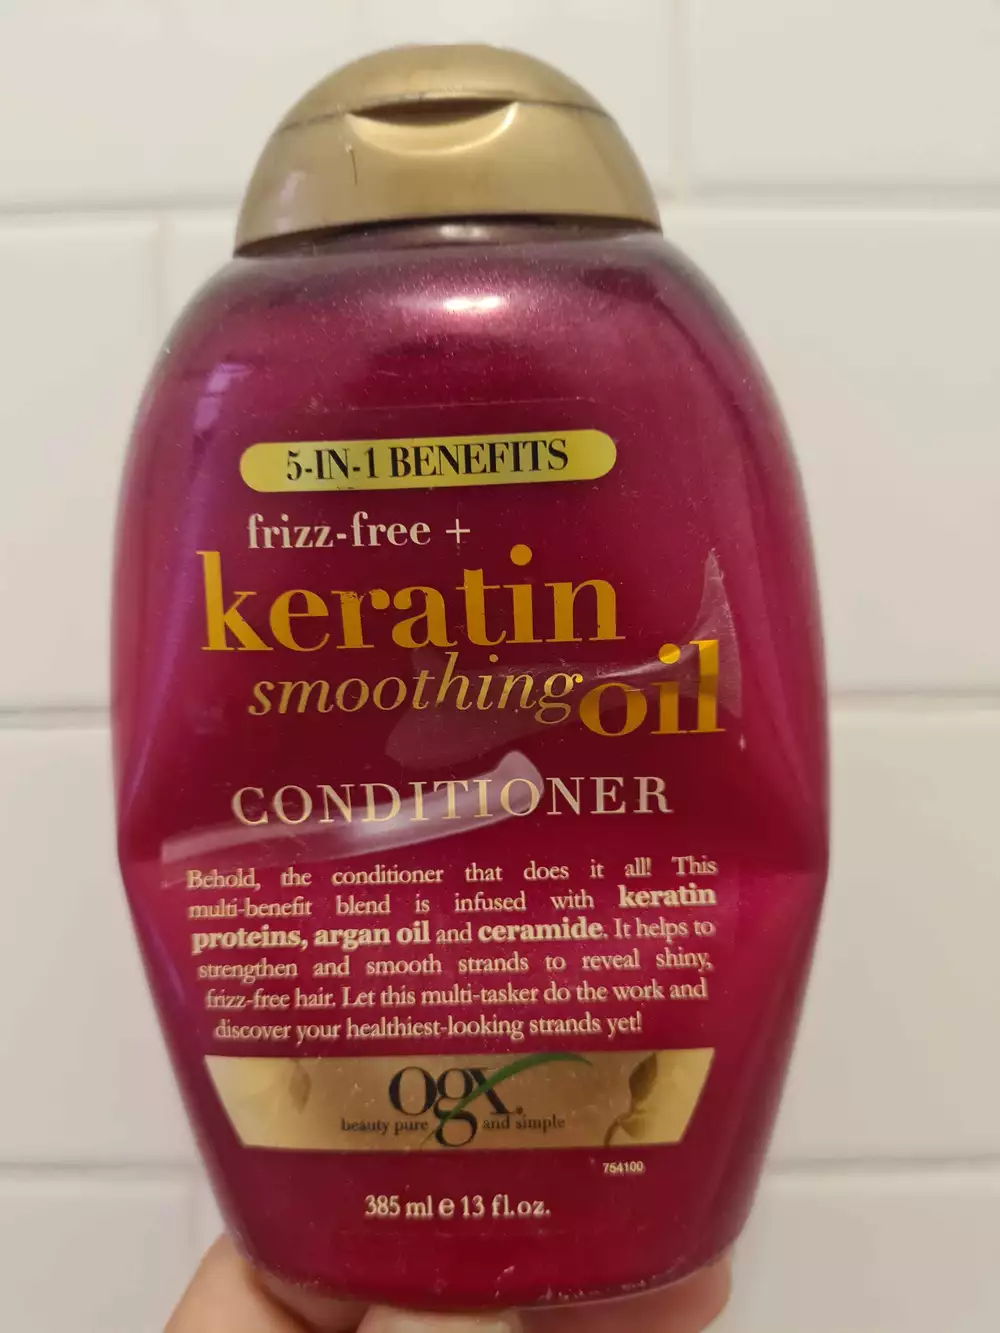 5-IN-1 BENEFITS
frizz-free +
keratin
smoothing oil
CONDITIONER
Behold, the conditioner that does it all! This
multi-benefit blend is infused with keratin
proteins, argan oil and ceramide. It helps to
strengthen and smooth strands to reveal shiny,
frizz-free hair. Let this multi-tasker do the work and
discover your healthiest-looking strands yet!
ogx
beauty pure and simple
754100
385 ml e 13 fl.oz.